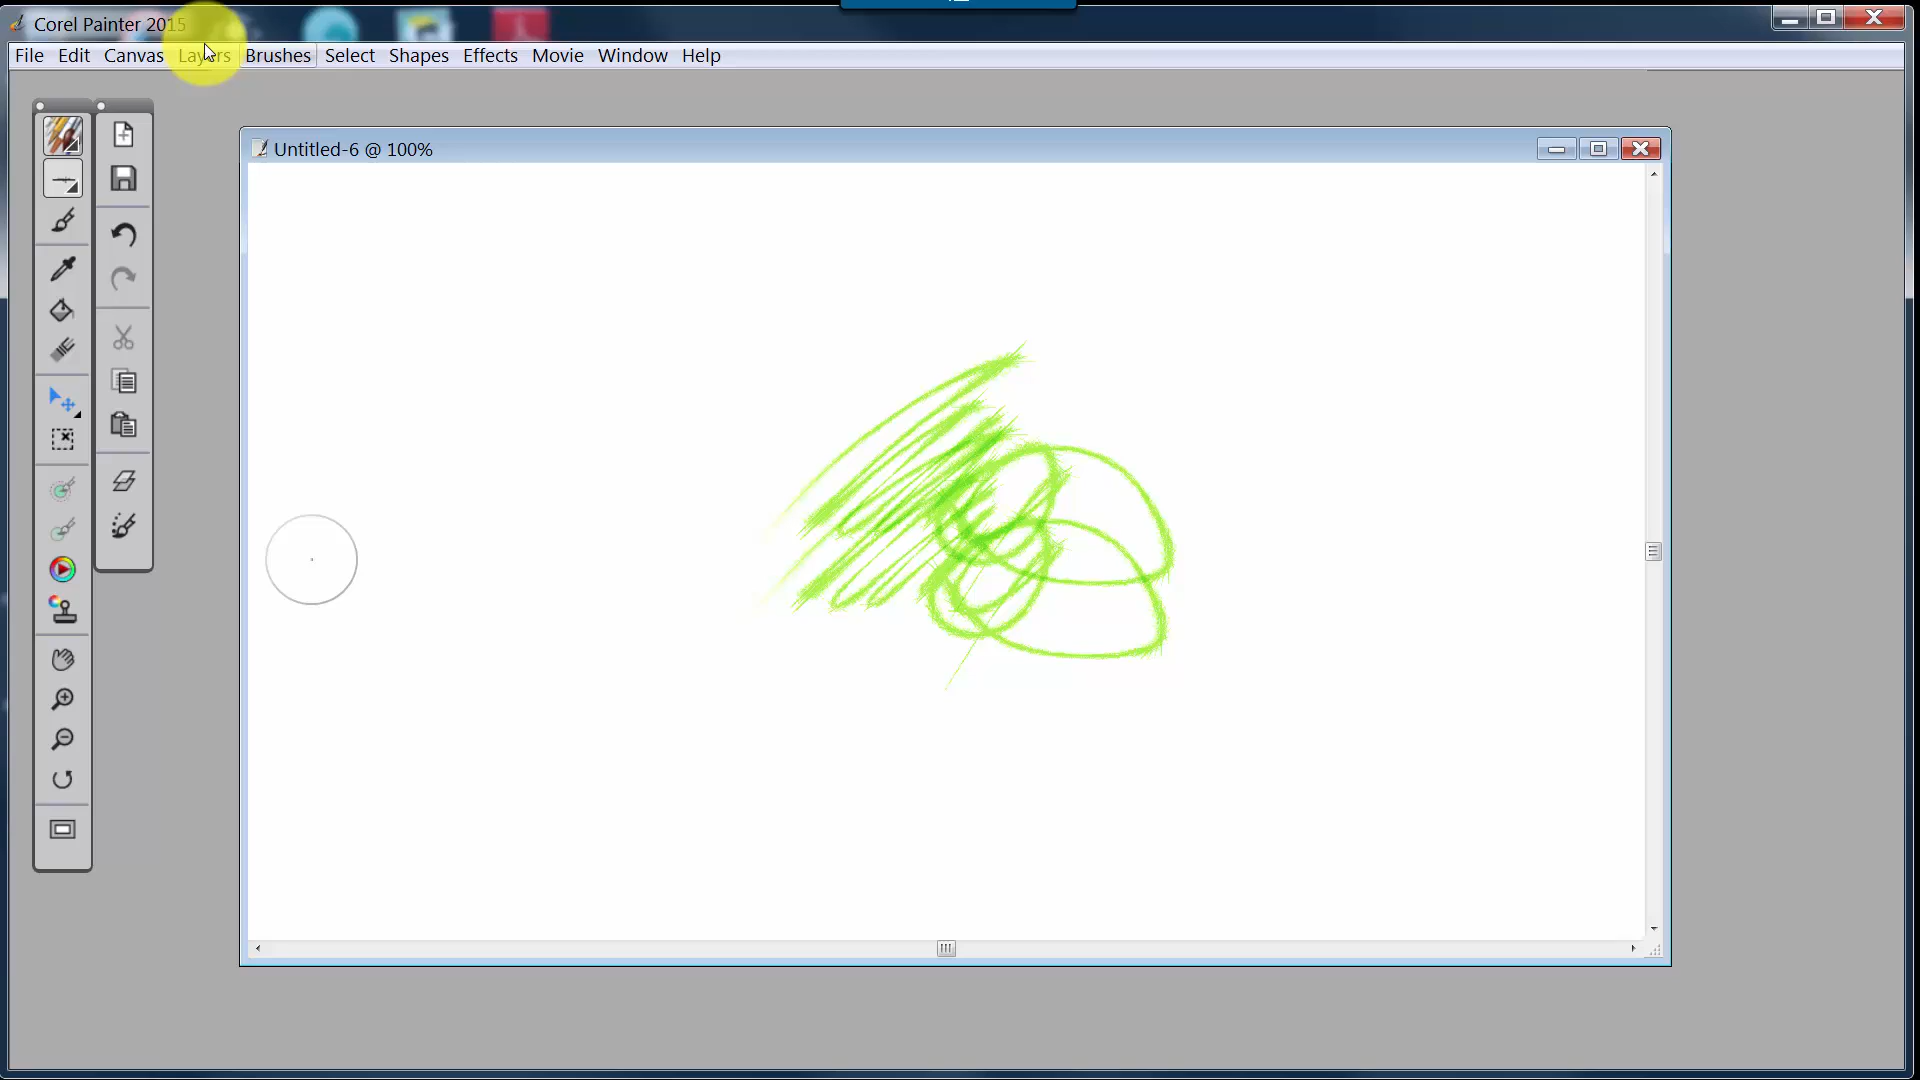 Corel Painter 2015
File Edit Canvas Layers Brushes Select Shapes Effects Movie Window Help
Untitled-6 @ 100%